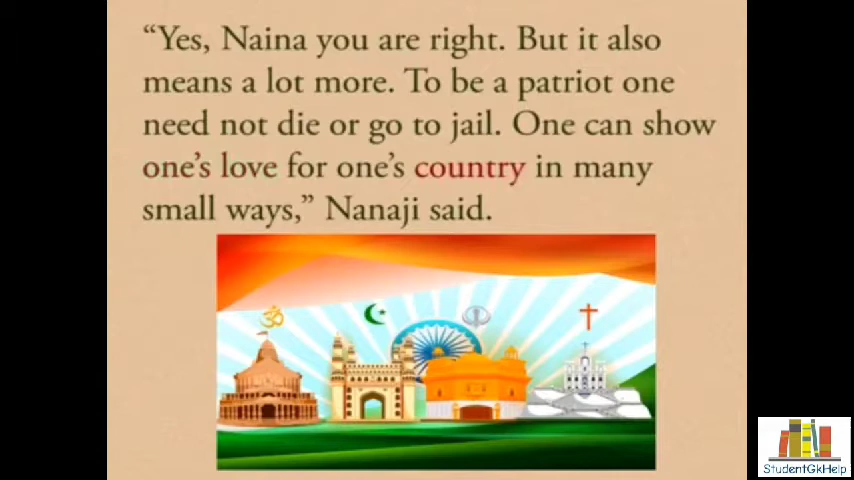 “Yes, Naina you are right. But it also
means a lot more. To be a patriot one
need not die or go to jail. One can show
one’s love for one’s country in many
small ways,” Nanaji said.
ॐ
StudentGkHelp